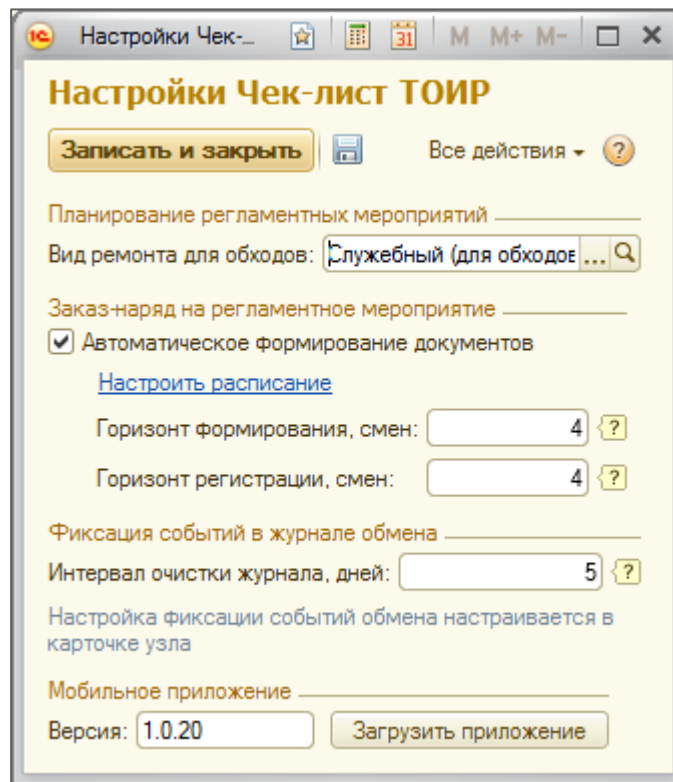 1С Настройки Чек-... 31 M M+ M-
Настройки Чек-лист ТОИР
Записать и закрыть Все действия ?
Планирование регламентных мероприятий
Вид ремонта для обходов: Служебный (для обходов ...
Заказ-наряд на регламентное мероприятие
Автоматическое формирование документов
Настроить расписание
Горизонт формирования, смен: 4 ?
Горизонт регистрации, смен: 4 ?
Фиксация событий в журнале обмена
Интервал очистки журнала, дней: 5 ?
Настройка фиксации событий обмена настраивается в
карточке узла
Мобильное приложение
Версия: 1.0.20 Загрузить приложение